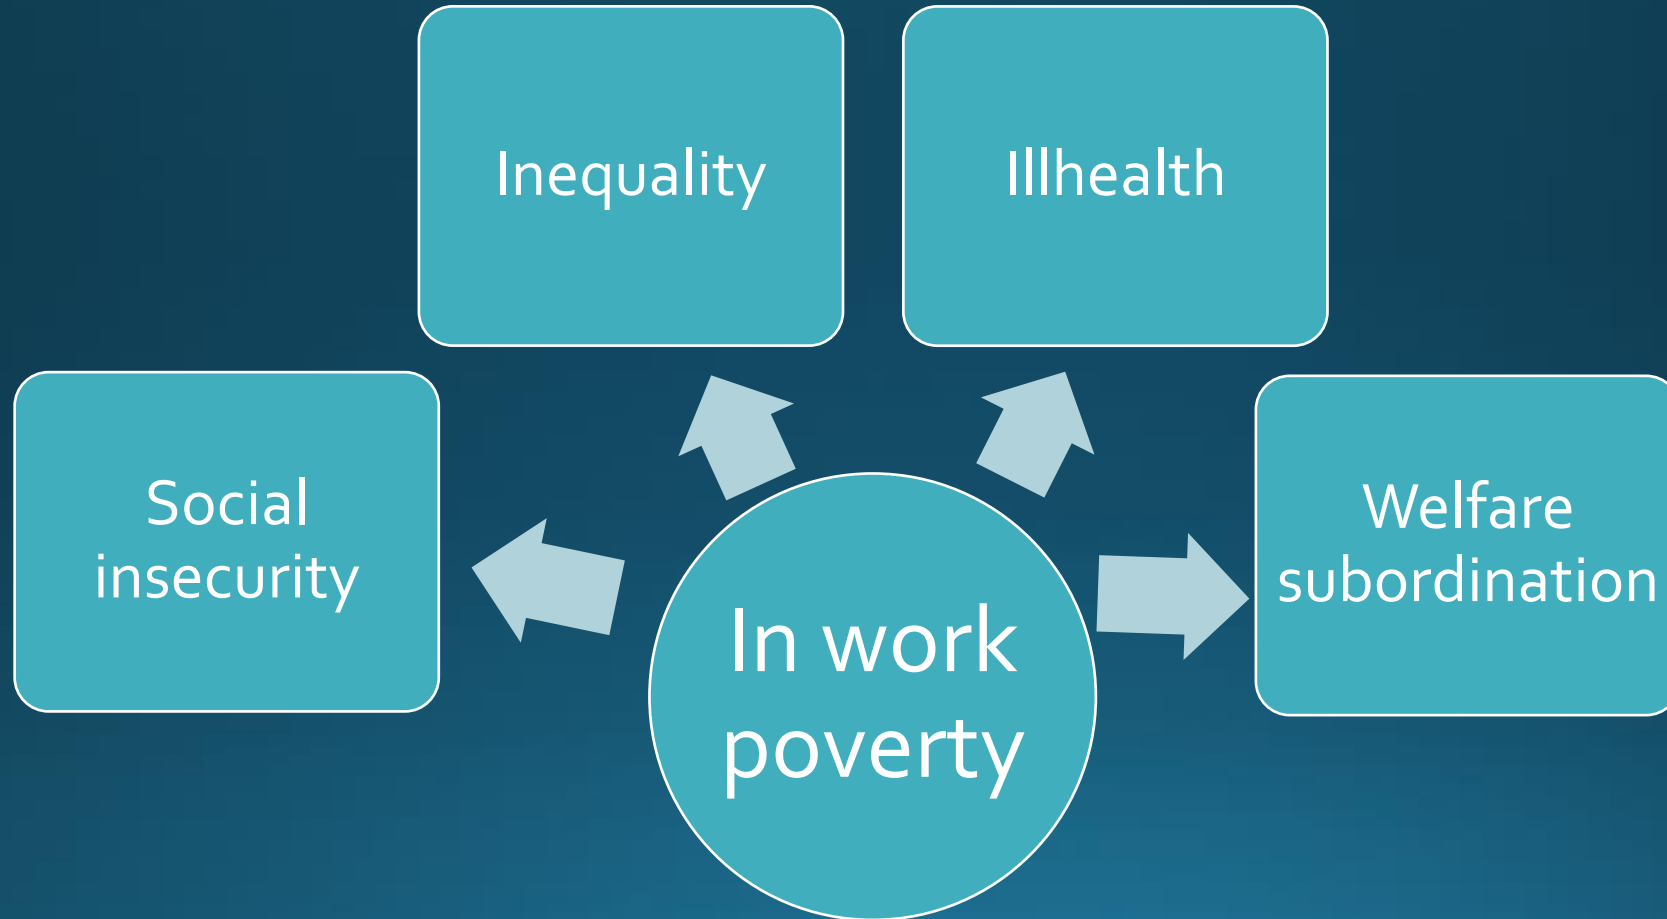 Inequality
Illhealth
Social
insecurity
Welfare
subordination
In work
poverty